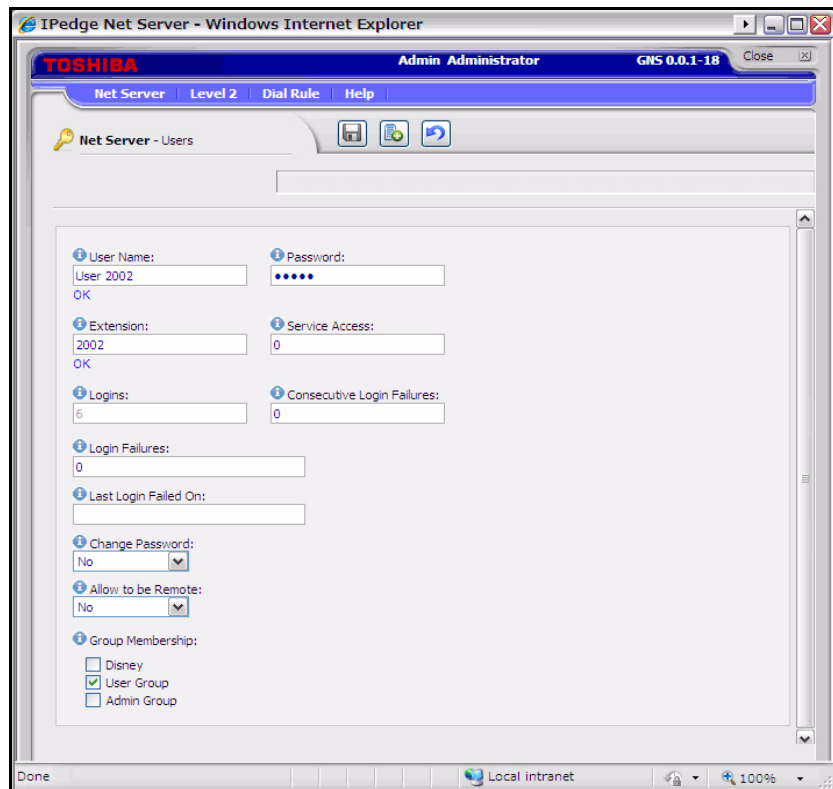 IPedge Net Server - Windows Internet Explorer
TOSHIBA Admin Administrator GNS 0.0.1-18 Close
Net Server Level 2 Dial Rule Help
Net Server - Users
User Name: Password:
User 2002 •••••
OK
Extension: Service Access:
2002 0
OK
Logins: Consecutive Login Failures:
6 0
Login Failures:
0
Last Login Failed On:
Change Password:
No
Allow to be Remote:
No
Group Membership:
Disney
User Group
Admin Group
Done Local intranet 100%